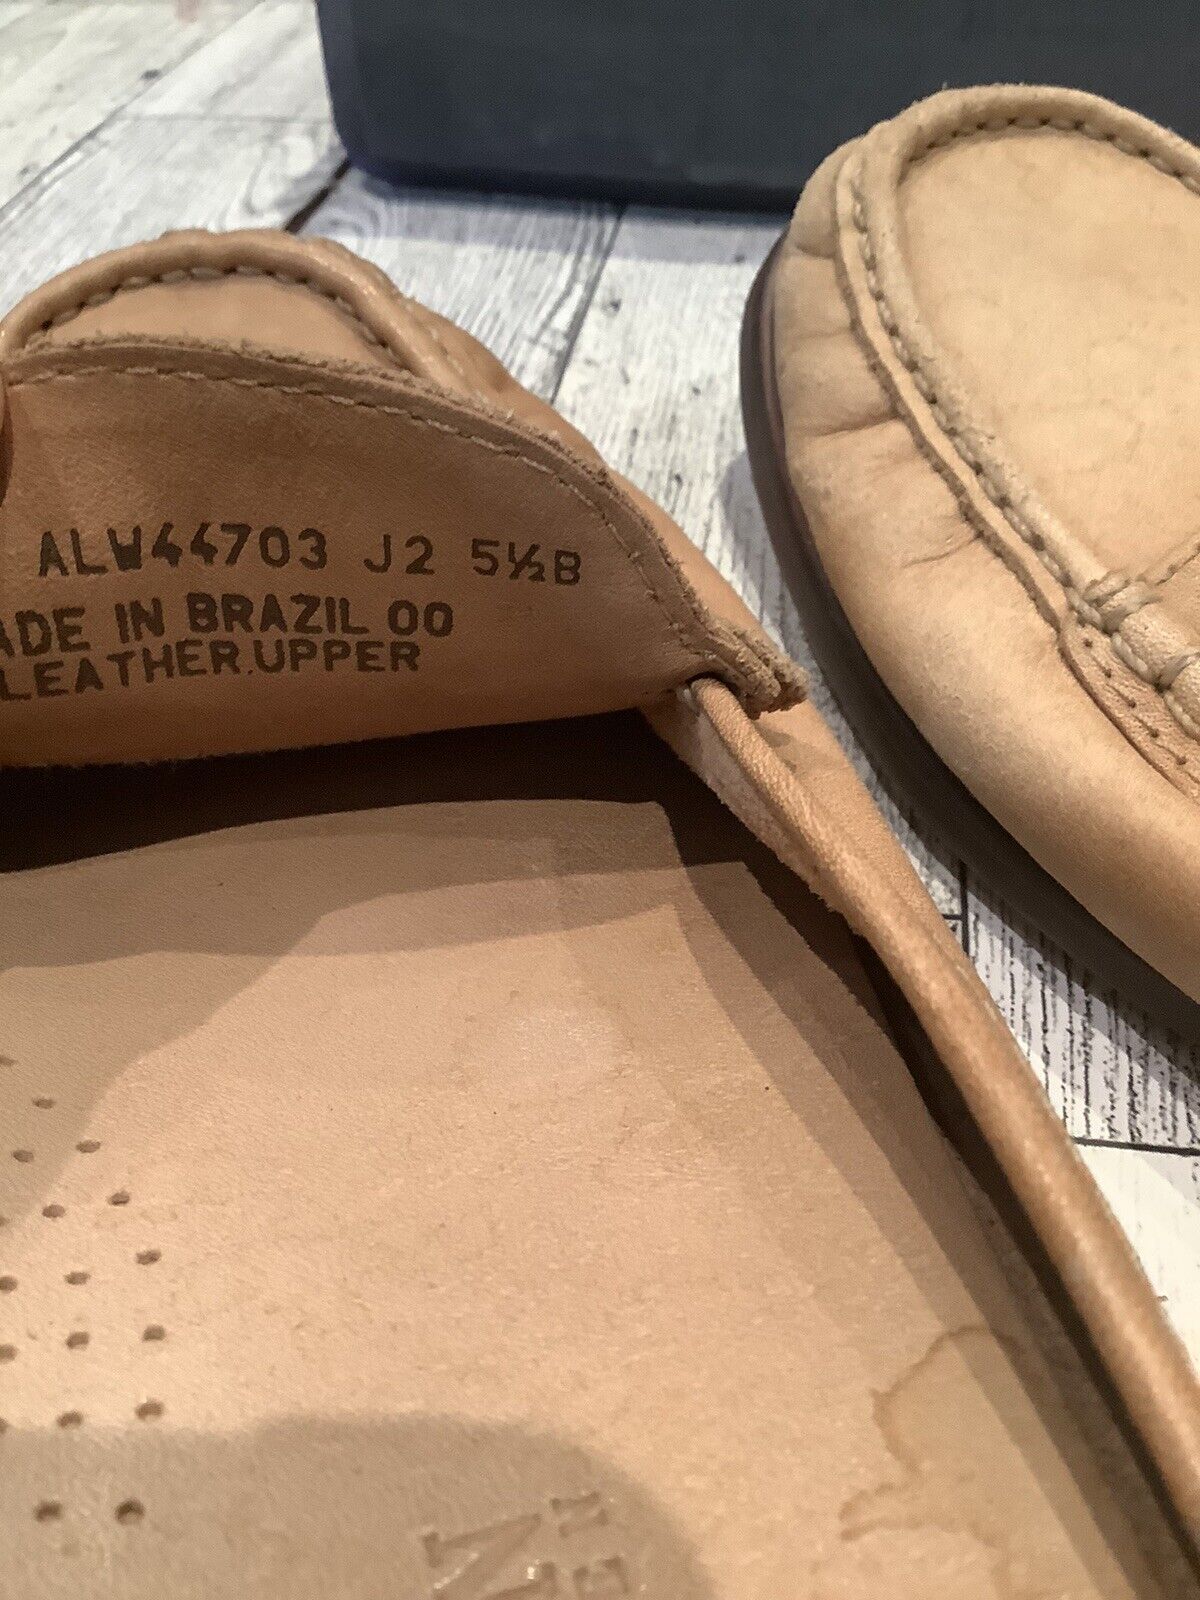 ALW44703 J2 5½B
ADE IN BRAZIL 00
LEATHER.UPPER